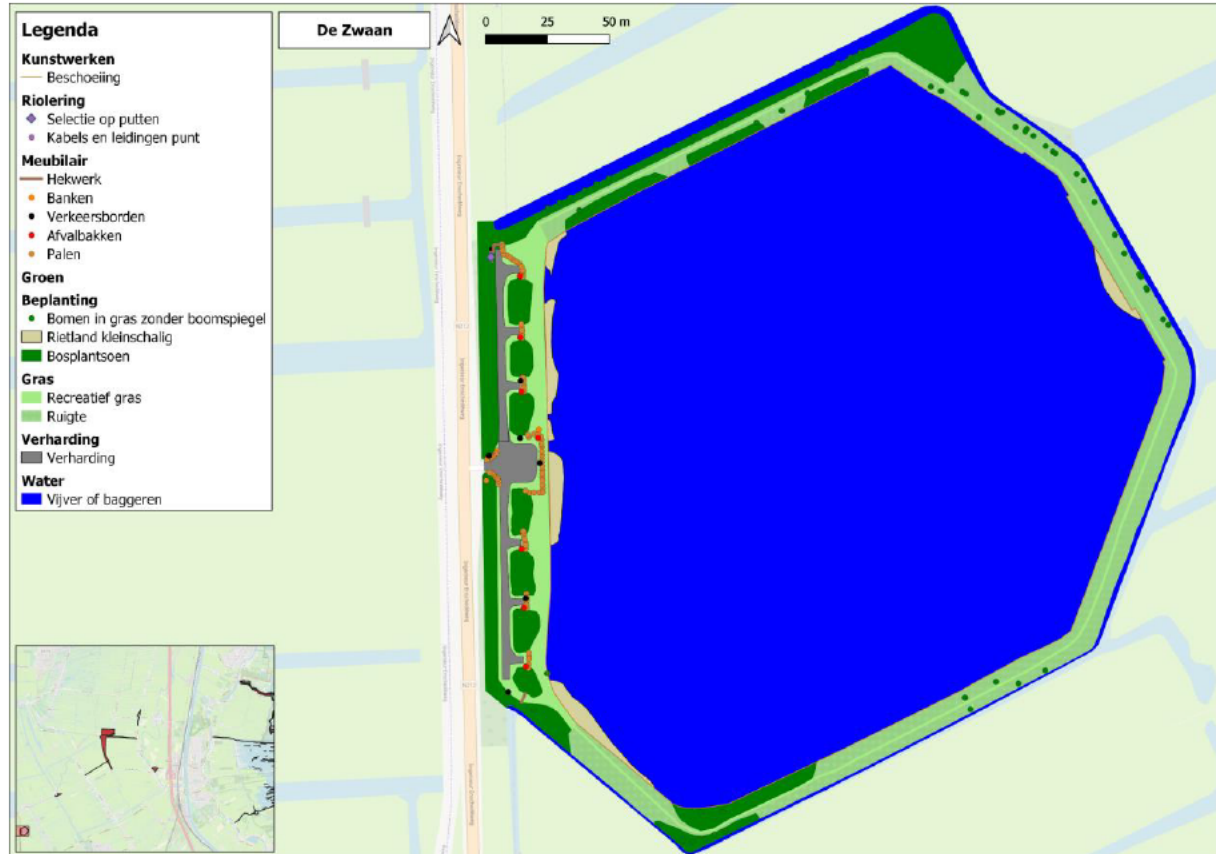 Legenda
Kunstwerken
Beschoeiing
Riolering
Selectie op putten
Kabels en leidingen punt
Meubilair
Hekwerk
Banken
Verkeersborden
Afvalbakken
Palen
Groen
Beplanting
Bomen in gras zonder boomspiegel
Rietland kleinschalig
Bosplantsoen
Gras
Recreatief gras
Ruigte
Verharding
Verharding
Water
Vijver of baggeren
De Zwaan
0 25 50 m
N212
N212